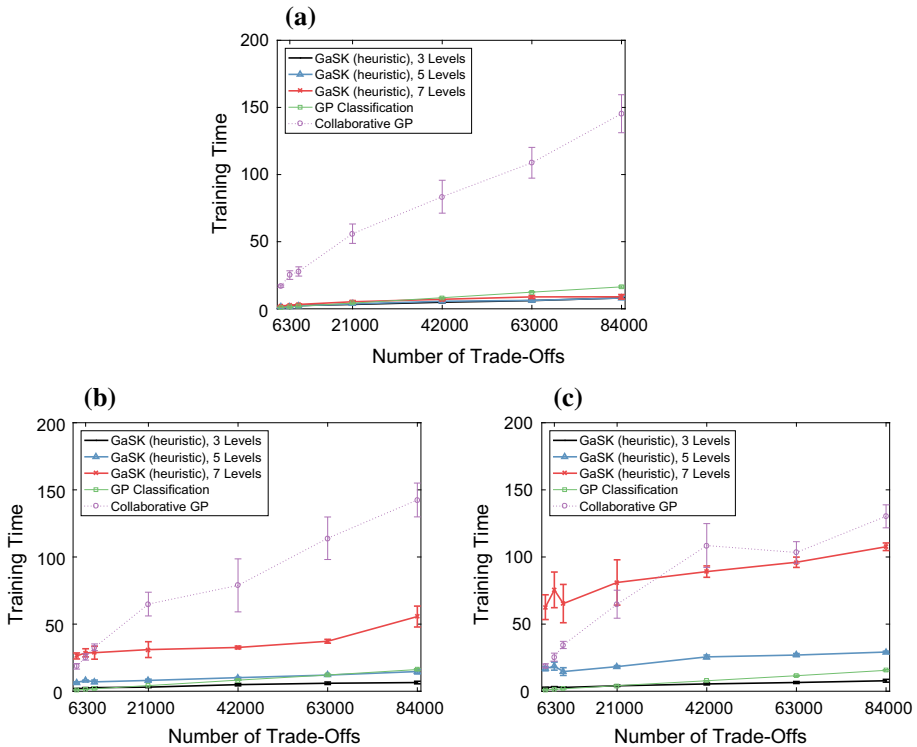 (a)
200
150
100
50
0
Training Time
GaSK (heuristic), 3 Levels
GaSK (heuristic), 5 Levels
GaSK (heuristic), 7 Levels
GP Classification
Collaborative GP
6300 21000 42000 63000 84000
Number of Trade-Offs
(b)
200
150
100
50
0
Training Time
GaSK (heuristic), 3 Levels
GaSK (heuristic), 5 Levels
GaSK (heuristic), 7 Levels
GP Classification
Collaborative GP
6300 21000 42000 63000 84000
Number of Trade-Offs
(c)
200
150
100
50
0
Training Time
GaSK (heuristic), 3 Levels
GaSK (heuristic), 5 Levels
GaSK (heuristic), 7 Levels
GP Classification
Collaborative GP
6300 21000 42000 63000 84000
Number of Trade-Offs